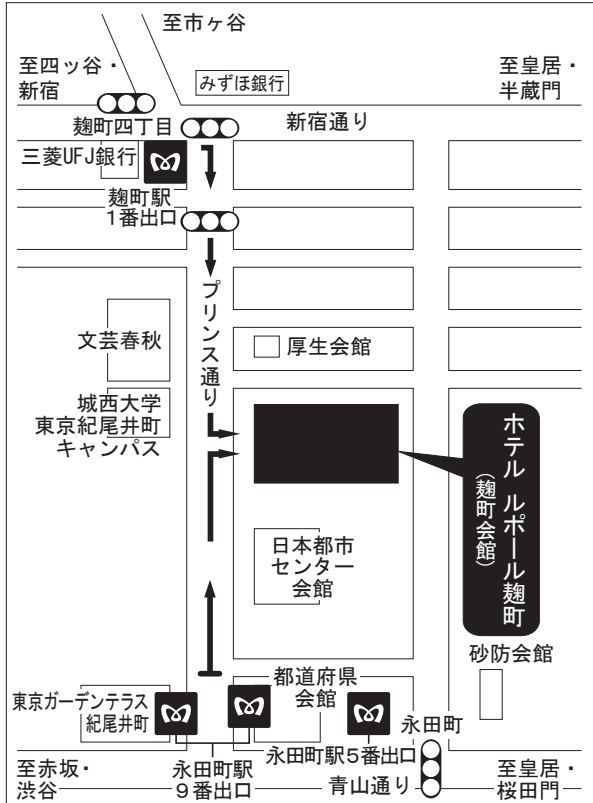 至市ヶ谷
至四ッ谷・
新宿
みずほ銀行
至皇居・
半蔵門
麹町四丁目
新宿通り
三菱UFJ銀行
麹町駅
1番出口
プリンス通り
文芸春秋
厚生会館
城西大学
東京紀尾井町
キャンパス
ホテル ルポール麹町
(麹町会館)
日本都市
センター
会館
砂防会館
都道府県
会館
東京ガーデンテラス
紀尾井町
永田町
永田町駅5番出口
永田町駅
9番出口
青山通り
至赤坂・
渋谷
至皇居・
桜田門